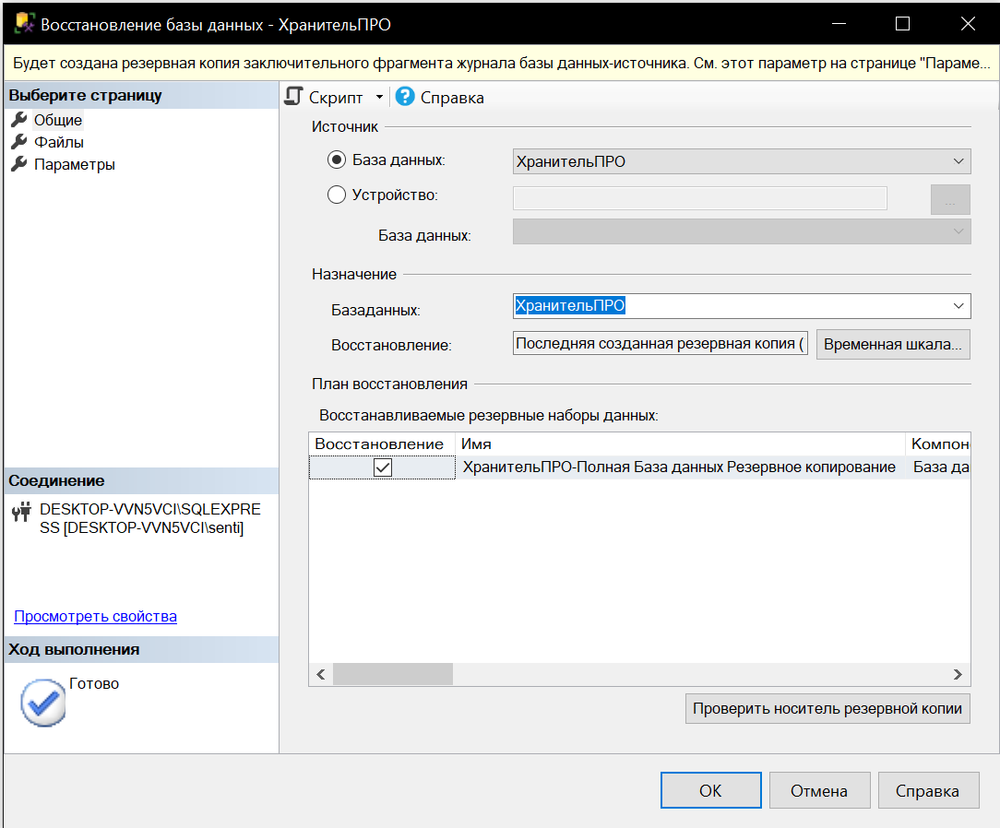 Восстановление базы данных - ХранительПРО
Будет создана резервная копия заключительного фрагмента журнала базы данных-источника. См. этот параметр на странице "Параме...
Выберите страницу
Общие
Файлы
Параметры
Скрипт
Справка
Источник
База данных:
ХранительПРО
Устройство:
...
База данных:
Назначение
Базаданных:
ХранительПРО
Восстановление:
Последняя созданная резервная копия (
Временная шкала...
План восстановления
Восстанавливаемые резервные наборы данных:
Восстановление Имя Компон
ХранительПРО-Полная База данных Резервное копирование База да
Соединение
DESKTOP-VVN5VCI\SQLEXPRE
SS [DESKTOP-VVN5VCI\senti]
Просмотреть свойства
Ход выполнения
Готово
Проверить носитель резервной копии
ОК
Отмена
Справка